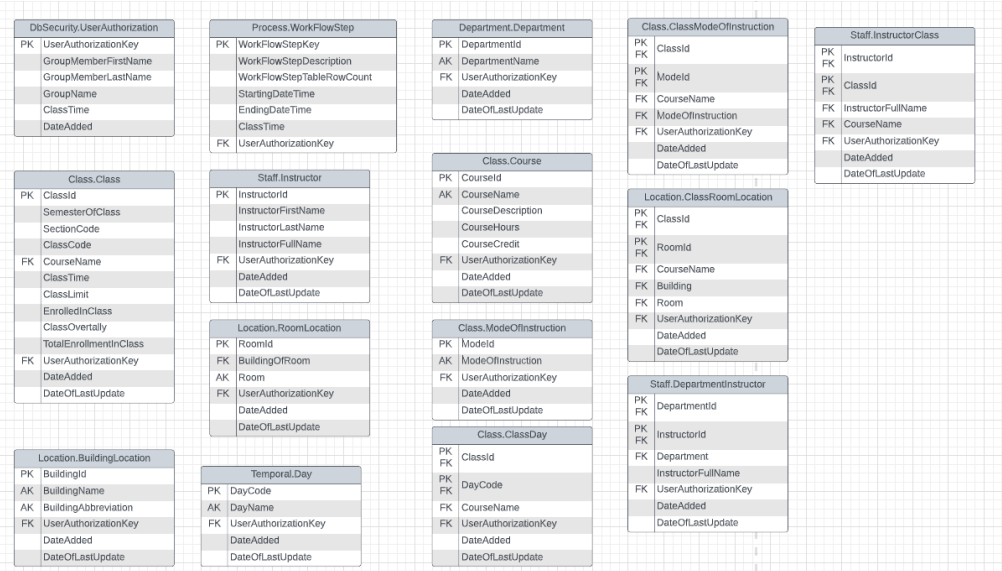 DbSecurity.UserAuthorization
PK UserAuthorizationKey
GroupMemberFirstName
GroupMemberLastName
GroupName
ClassTime
DateAdded
Process.WorkFlowStep
PK WorkFlowStepKey
WorkFlowStepDescription
WorkFlowStepTableRowCount
StartingDateTime
EndingDateTime
ClassTime
FK UserAuthorizationKey
Department.Department
PK DepartmentId
AK DepartmentName
FK UserAuthorizationKey
DateAdded
DateOfLastUpdate
Class.ClassModeOfInstruction
PK
FK ClassId
PK
FK ModeId
FK CourseName
FK ModeOfInstruction
FK UserAuthorizationKey
DateAdded
DateOfLastUpdate
Staff.InstructorClass
PK
FK InstructorId
PK
FK ClassId
FK InstructorFullName
FK CourseName
FK UserAuthorizationKey
DateAdded
DateOfLastUpdate
Class.Class
PK ClassId
SemesterOfClass
SectionCode
ClassCode
FK CourseName
ClassTime
ClassLimit
EnrolledInClass
ClassOvertally
TotalEnrollmentInClass
FK UserAuthorizationKey
DateAdded
DateOfLastUpdate
Staff.Instructor
PK InstructorId
InstructorFirstName
InstructorLastName
InstructorFullName
FK UserAuthorizationKey
DateAdded
DateOfLastUpdate
Class.Course
PK CourseId
AK CourseName
CourseDescription
CourseHours
CourseCredit
FK UserAuthorizationKey
DateAdded
DateOfLastUpdate
Location.ClassRoomLocation
PK
FK ClassId
PK
FK RoomId
FK CourseName
FK Building
FK Room
FK UserAuthorizationKey
DateAdded
DateOfLastUpdate
Location.RoomLocation
PK RoomId
FK BuildingOfRoom
AK Room
FK UserAuthorizationKey
DateAdded
DateOfLastUpdate
Class.ModeOfInstruction
PK ModeId
AK ModeOfInstruction
FK UserAuthorizationKey
DateAdded
DateOfLastUpdate
Staff.DepartmentInstructor
PK
FK DepartmentId
PK
FK InstructorId
FK Department
InstructorFullName
FK UserAuthorizationKey
DateAdded
DateOfLastUpdate
Location.BuildingLocation
PK BuildingId
AK BuildingName
AK BuildingAbbreviation
FK UserAuthorizationKey
DateAdded
DateOfLastUpdate
Temporal.Day
PK DayCode
AK DayName
FK UserAuthorizationKey
DateAdded
DateOfLastUpdate
Class.ClassDay
PK
FK ClassId
PK
FK DayCode
FK CourseName
FK UserAuthorizationKey
DateAdded
DateOfLastUpdate